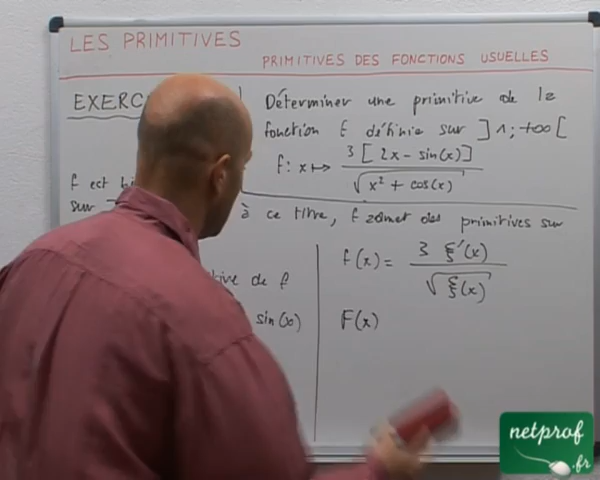 LES PRIMITIVES
PRIMITIVES DES FONCTIONS USUELLES
EXERC
Déterminer une primitive de la
fonction f définie sur ]1;+∞[
f: x ↦ 3[2x - sin(x)] / √(x² + cos(x))
f est
sur à ce titre, f admet des primitives sur
de f
sin(x)
f(x) = 3 ξ'(x) / √(ξ(x))
F(x)
netprof
.fr